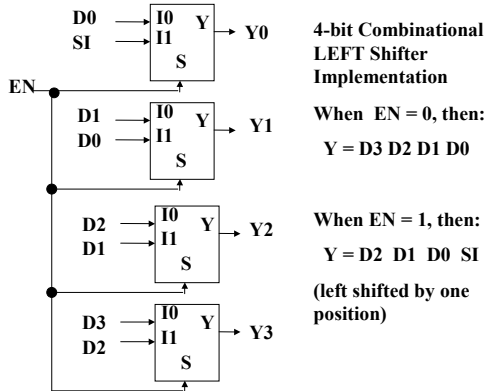 D0 I0 Y Y0
SI I1
S
EN
D1 I0 Y Y1
D0 I1
S
D2 I0 Y Y2
D1 I1
S
D3 I0 Y Y3
D2 I1
S
4-bit Combinational
LEFT Shifter
Implementation
When EN = 0, then:
Y = D3 D2 D1 D0
When EN = 1, then:
Y = D2 D1 D0 SI
(left shifted by one
position)